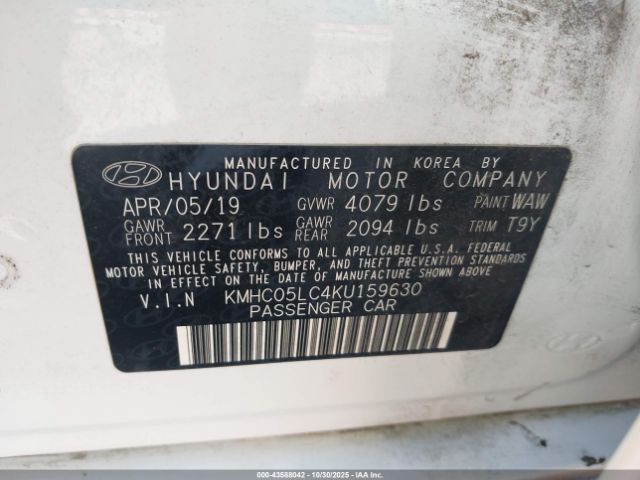 MANUFACTURED IN KOREA BY
HYUNDAI MOTOR COMPANY
APR/05/19 GVWR 4079 lbs PAINT WAW
GAWR FRONT 2271 lbs GAWR REAR 2094 lbs TRIM T9Y
THIS VEHICLE CONFORMS TO ALL APPLICABLE U.S.A. FEDERAL
MOTOR VEHICLE SAFETY, BUMPER, AND THEFT PREVENTION STANDARDS
IN EFFECT ON THE DATE OF MANUFACTURE SHOWN ABOVE.
V.I.N KMHC05LC4KU159630
PASSENGER CAR
000-43588042 - 10/30/2025 - IAAI.COM